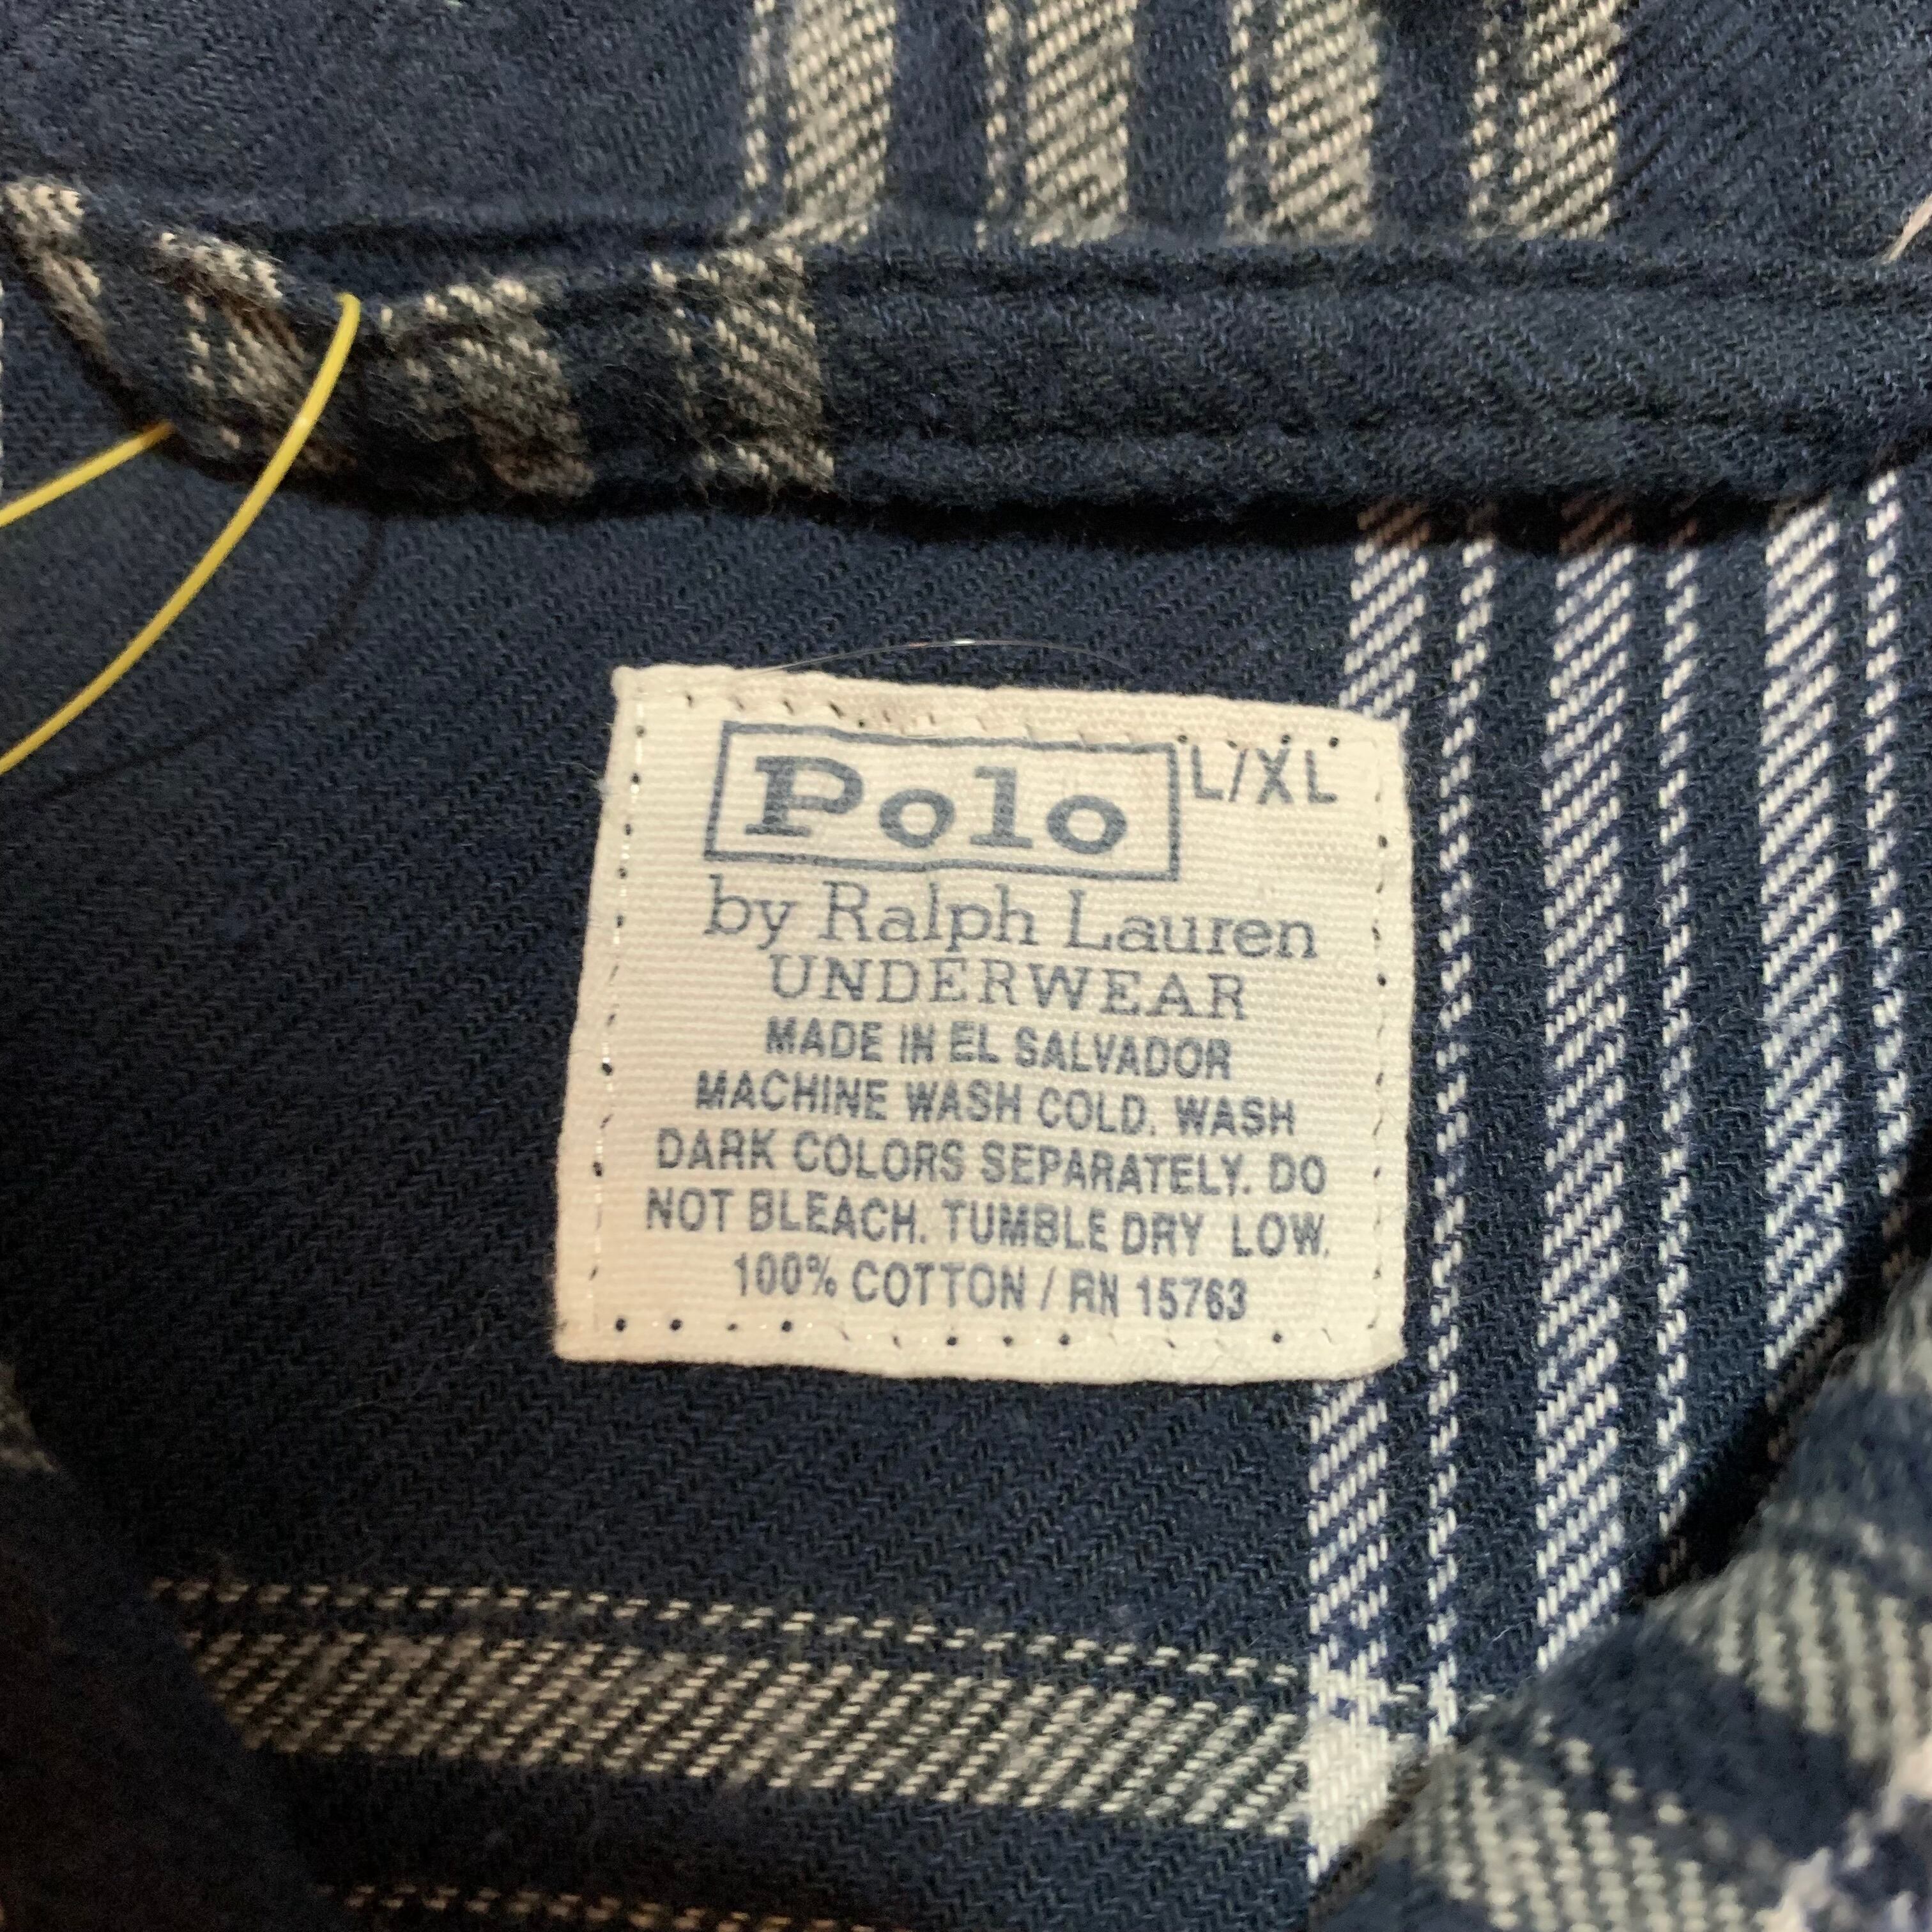 Polo L/XL
by Ralph Lauren
UNDERWEAR
MADE IN EL SALVADOR
MACHINE WASH COLD. WASH
DARK COLORS SEPARATELY. DO
NOT BLEACH. TUMBLE DRY LOW.
100% COTTON / RN 15763